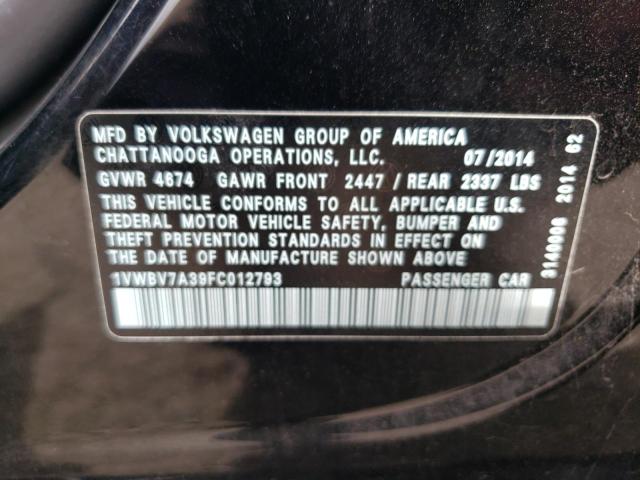 MFD BY VOLKSWAGEN GROUP OF AMERICA
CHATTANOOGA OPERATIONS, LLC. 07/2014
GVWR 4674 GAWR FRONT 2447 / REAR 2337 LBS
THIS VEHICLE CONFORMS TO ALL APPLICABLE U.S.
FEDERAL MOTOR VEHICLE SAFETY, BUMPER AND
THEFT PREVENTION STANDARDS IN EFFECT ON
THE DATE OF MANUFACTURE SHOWN ABOVE
1VWBV7A39FC012793 PASSENGER CAR
3140006 2014 02